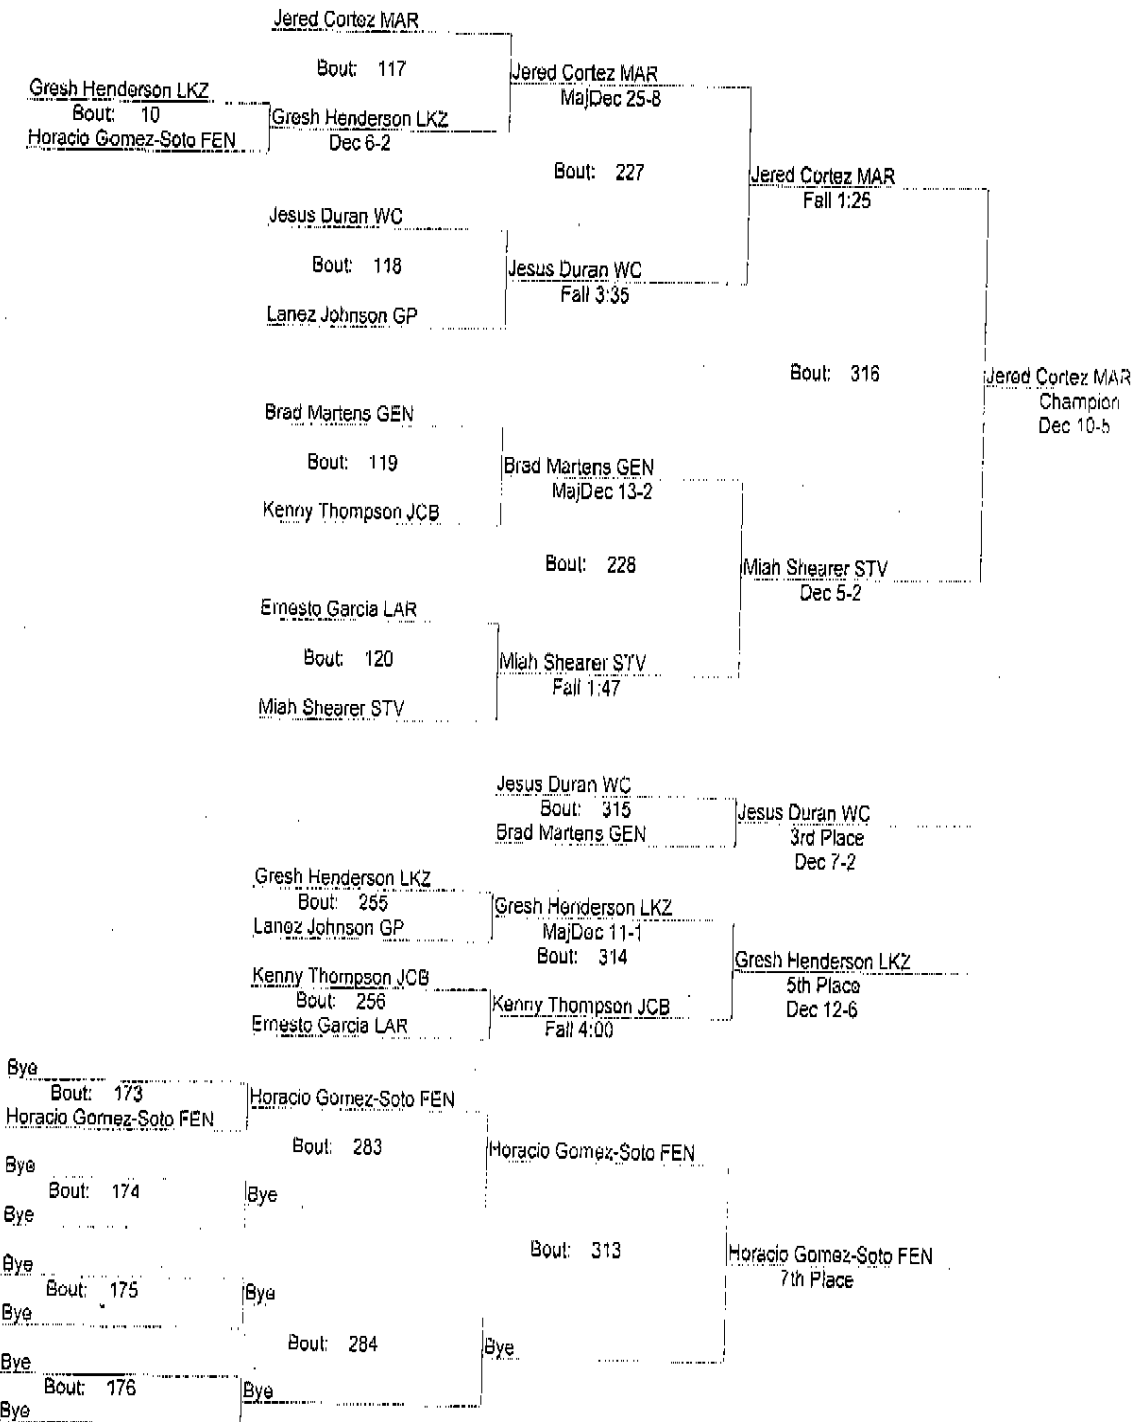 Jered Cortez MAR
Bout: 117
Jered Cortez MAR
MajDec 25-8
Gresh Henderson LKZ
Bout: 10
Horacio Gomez-Soto FEN
Gresh Henderson LKZ
Dec 6-2
Bout: 227
Jered Cortez MAR
Fall 1:25
Jesus Duran WC
Bout: 118
Jesus Duran WC
Fall 3:35
Lanez Johnson GP
Bout: 316
Jered Cortez MAR
Champion
Dec 10-5
Brad Martens GEN
Bout: 119
Brad Martens GEN
MajDec 13-2
Kenny Thompson JCB
Bout: 228
Miah Shearer STV
Dec 5-2
Ernesto Garcia LAR
Bout: 120
Miah Shearer STV
Fall 1:47
Miah Shearer STV
Jesus Duran WC
Bout: 315
Brad Martens GEN
Jesus Duran WC
3rd Place
Dec 7-2
Gresh Henderson LKZ
Bout: 255
Lanez Johnson GP
Gresh Henderson LKZ
MajDec 11-1
Bout: 314
Gresh Henderson LKZ
5th Place
Dec 12-6
Kenny Thompson JCB
Bout: 256
Ernesto Garcia LAR
Kenny Thompson JCB
Fall 4:00
Bye
Bout: 173
Horacio Gomez-Soto FEN
Horacio Gomez-Soto FEN
Bout: 283
Horacio Gomez-Soto FEN
Bye
Bout: 174
Bye
Bye
Bout: 313
Horacio Gomez-Soto FEN
7th Place
Bye
Bout: 175
Bye
Bye
Bout: 284
Bye
Bye
Bout: 176
Bye
Bye